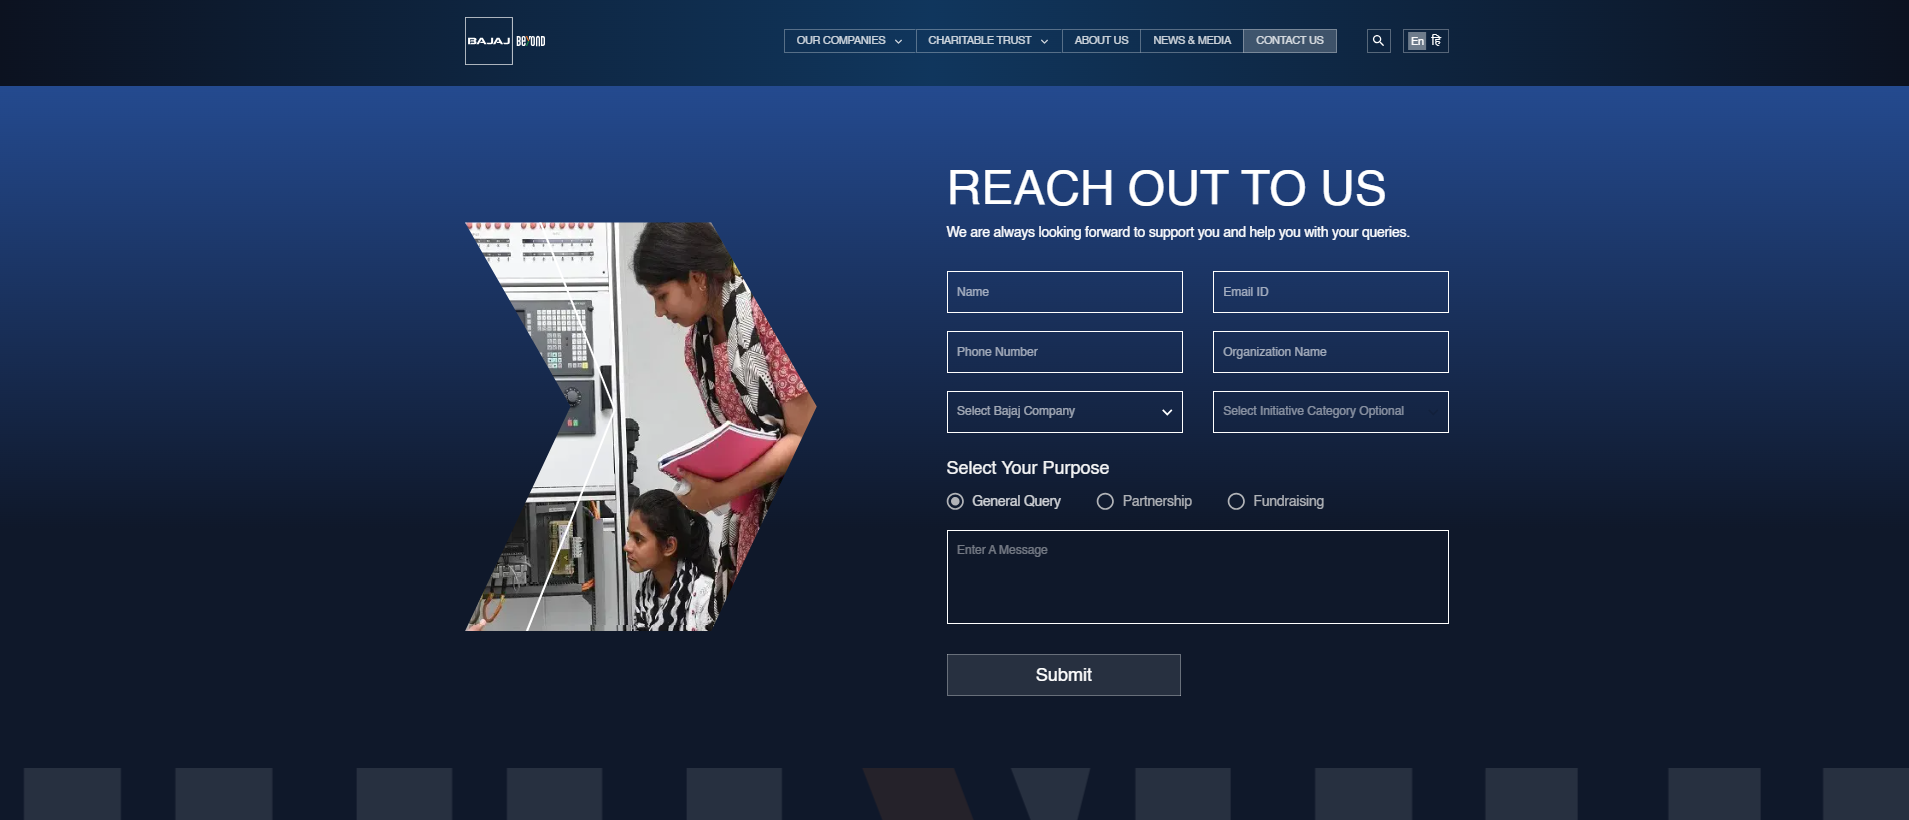 BAJAJ BEYOND
OUR COMPANIES
CHARITABLE TRUST
ABOUT US
NEWS & MEDIA
CONTACT US
En हि
REACH OUT TO US
We are always looking forward to support you and help you with your queries.
Name
Email ID
Phone Number
Organization Name
Select Bajaj Company
Select Initiative Category Optional
Select Your Purpose
General Query
Partnership
Fundraising
Enter A Message
Submit